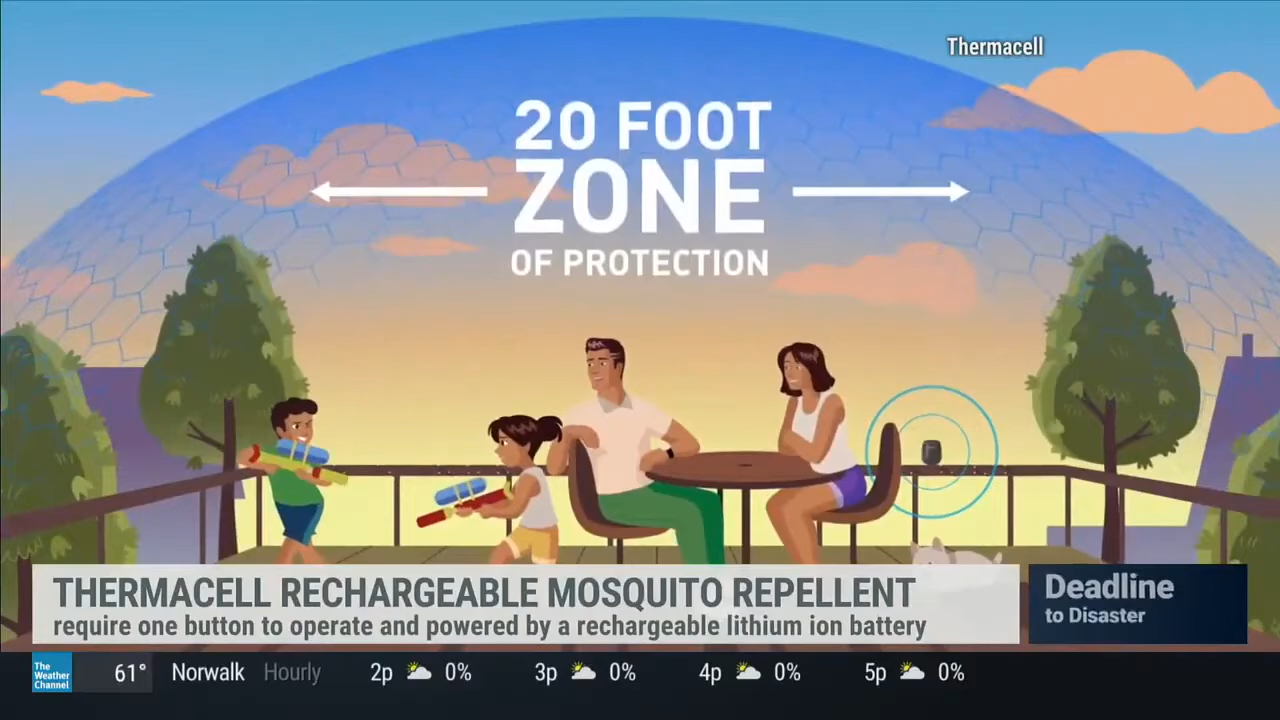 Thermacell
20 FOOT
ZONE
OF PROTECTION
THERMACELL RECHARGEABLE MOSQUITO REPELLENT
require one button to operate and powered by a rechargeable lithium ion battery
Deadline
to Disaster
The
Weather
Channel
61° Norwalk Hourly 2p 0% 3p 0% 4p 0% 5p 0%